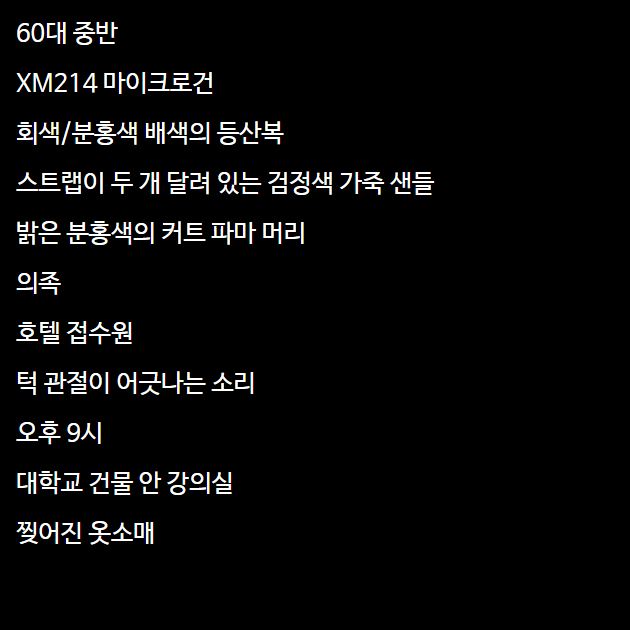 60대 중반
XM214 마이크로건
회색/분홍색 배색의 등산복
스트랩이 두 개 달려 있는 검정색 가죽 샌들
밝은 분홍색의 커트 파마 머리
의족
호텔 접수원
턱 관절이 어긋나는 소리
오후 9시
대학교 건물 안 강의실
찢어진 옷소매